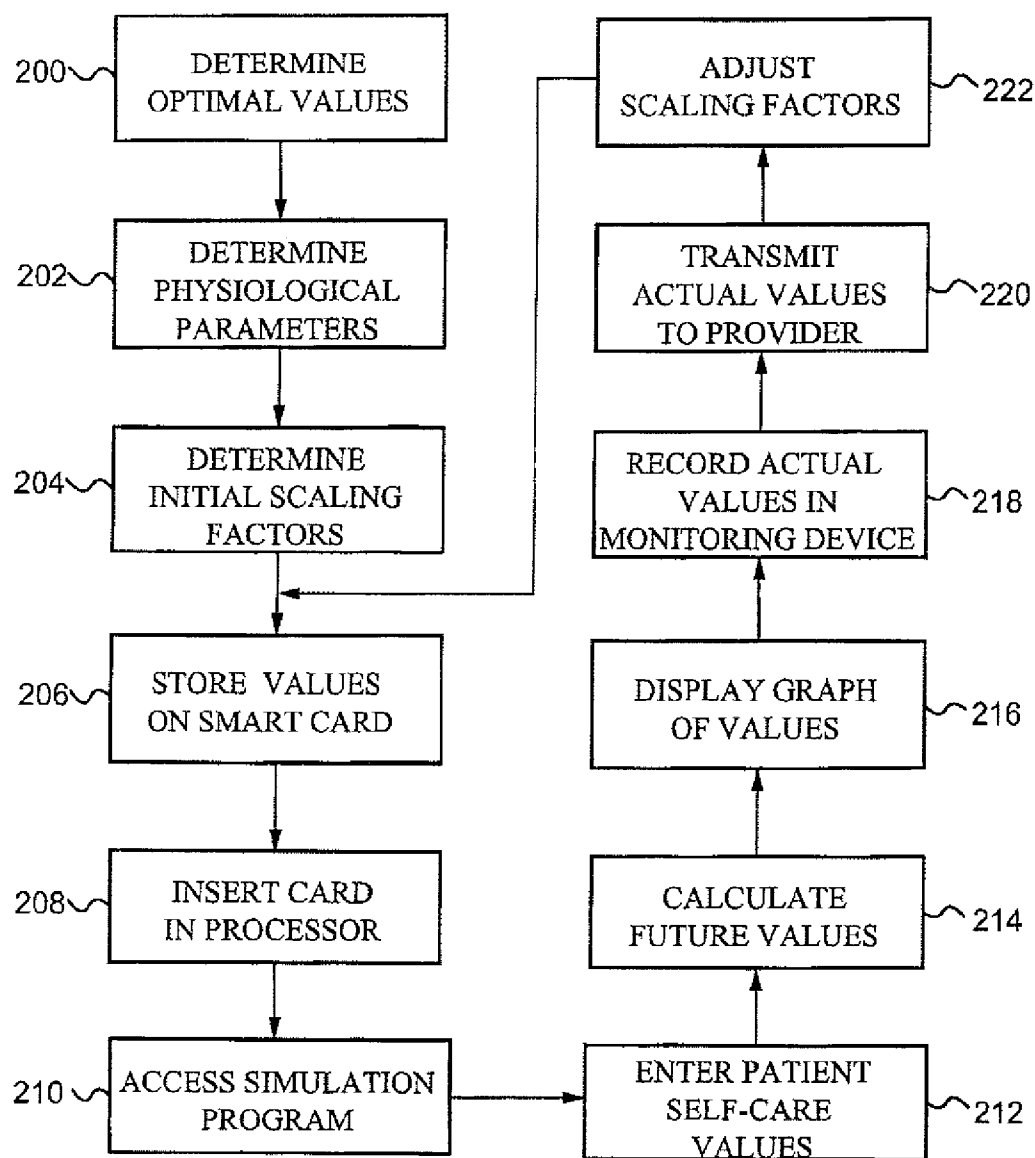 200
DETERMINE
OPTIMAL VALUES
202
DETERMINE
PHYSIOLOGICAL
PARAMETERS
204
DETERMINE
INITIAL SCALING
FACTORS
206
STORE VALUES
ON SMART CARD
208
INSERT CARD
IN PROCESSOR
210
ACCESS SIMULATION
PROGRAM
ENTER PATIENT
SELF-CARE
VALUES
212
CALCULATE
FUTURE VALUES
214
DISPLAY GRAPH
OF VALUES
216
RECORD ACTUAL
VALUES IN
MONITORING DEVICE
218
TRANSMIT
ACTUAL VALUES
TO PROVIDER
220
ADJUST
SCALING FACTORS
222